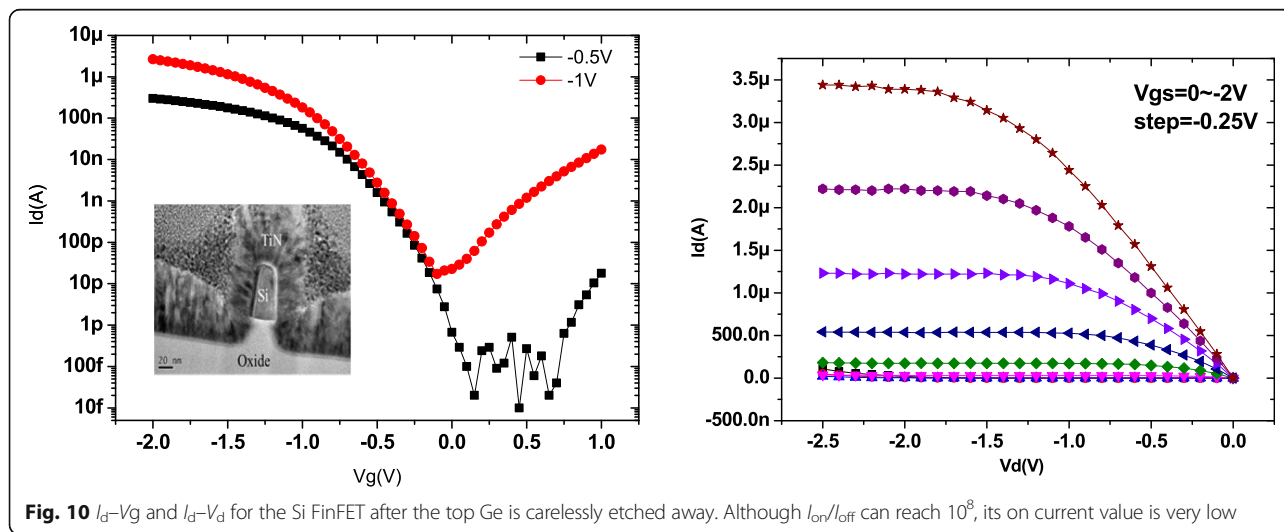 10µ
1µ
100n
10n
1n
100p
10p
1p
100f
10f
Id(A)
-2.0 -1.5 -1.0 -0.5 0.0 0.5 1.0
Vg(V)
-0.5V
-1V
TiN
Si
Oxide
20 nm
3.5µ
3.0µ
2.5µ
2.0µ
1.5µ
1.0µ
500.0n
0.0
-500.0n
Id(A)
-2.5 -2.0 -1.5 -1.0 -0.5 0.0
Vd(V)
Vgs=0~-2V
step=-0.25V
Fig. 10 Id–Vg and Id–Vd for the Si FinFET after the top Ge is carelessly etched away. Although Ion/Ioff can reach 10⁸, its on current value is very low